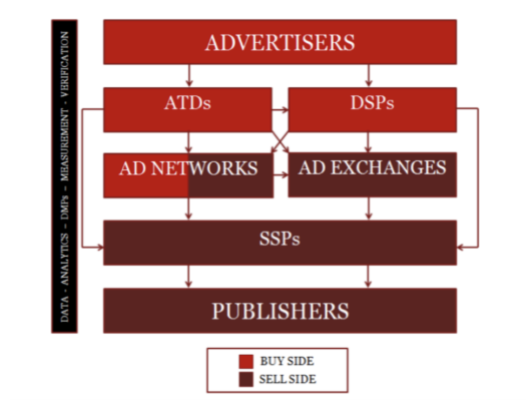 ADVERTISERS
ATDs
DSPs
AD NETWORKS
AD EXCHANGES
SSPs
PUBLISHERS
DATA - ANALYTICS – DMPs – MEASUREMENT - VERIFICATION
BUY SIDE
SELL SIDE